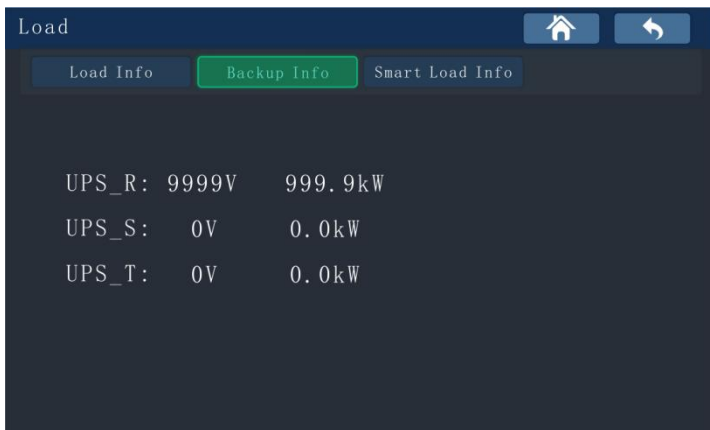 Load
Load Info Backup Info Smart Load Info
UPS_R: 9999V 999.9kW
UPS_S: 0V 0.0kW
UPS_T: 0V 0.0kW